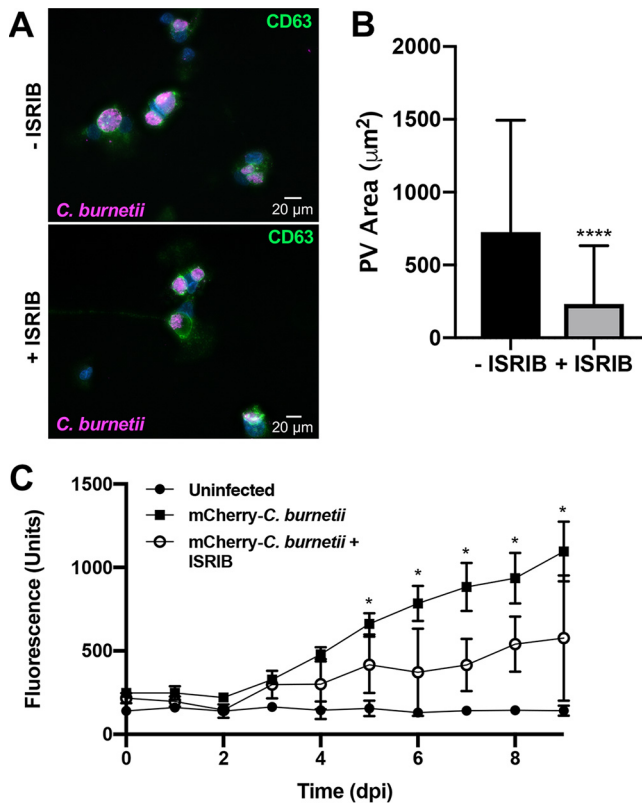 A
CD63
- ISRIB
C. burnetii
20 µm
CD63
+ ISRIB
C. burnetii
20 µm
B
2000
1500
1000
500
0
PV Area (µm²)
****
- ISRIB + ISRIB
C
Uninfected
mCherry-C. burnetii
mCherry-C. burnetii +
ISRIB
1500
1000
500
0
Fluorescence (Units)
* * * * *
0 2 4 6 8
Time (dpi)